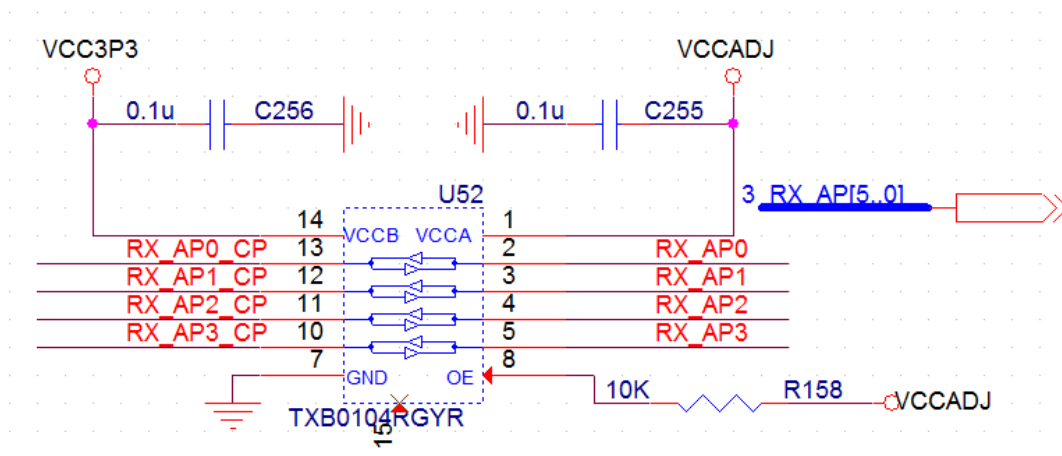 VCC3P3 VCCADJ
0.1u C256 0.1u C255
U52 3 RX_AP[5..0]
14 VCCB VCCA 1
RX_AP0_CP 13 2 RX_AP0
RX_AP1_CP 12 3 RX_AP1
RX_AP2_CP 11 4 RX_AP2
RX_AP3_CP 10 5 RX_AP3
7 GND OE 8
10K R158 VCCADJ
TXB0104RGYR
15